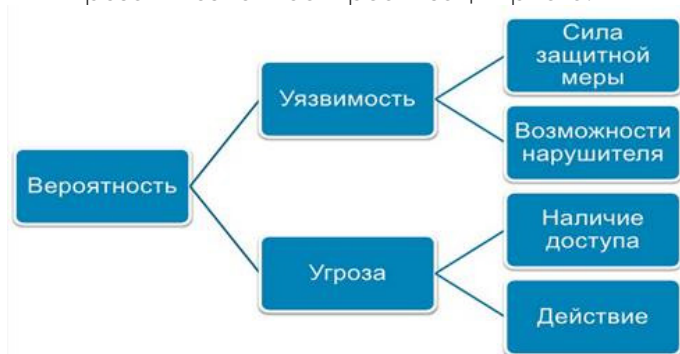 Сила
защитной
меры
Уязвимость
Возможности
нарушителя
Вероятность
Наличие
доступа
Угроза
Действие